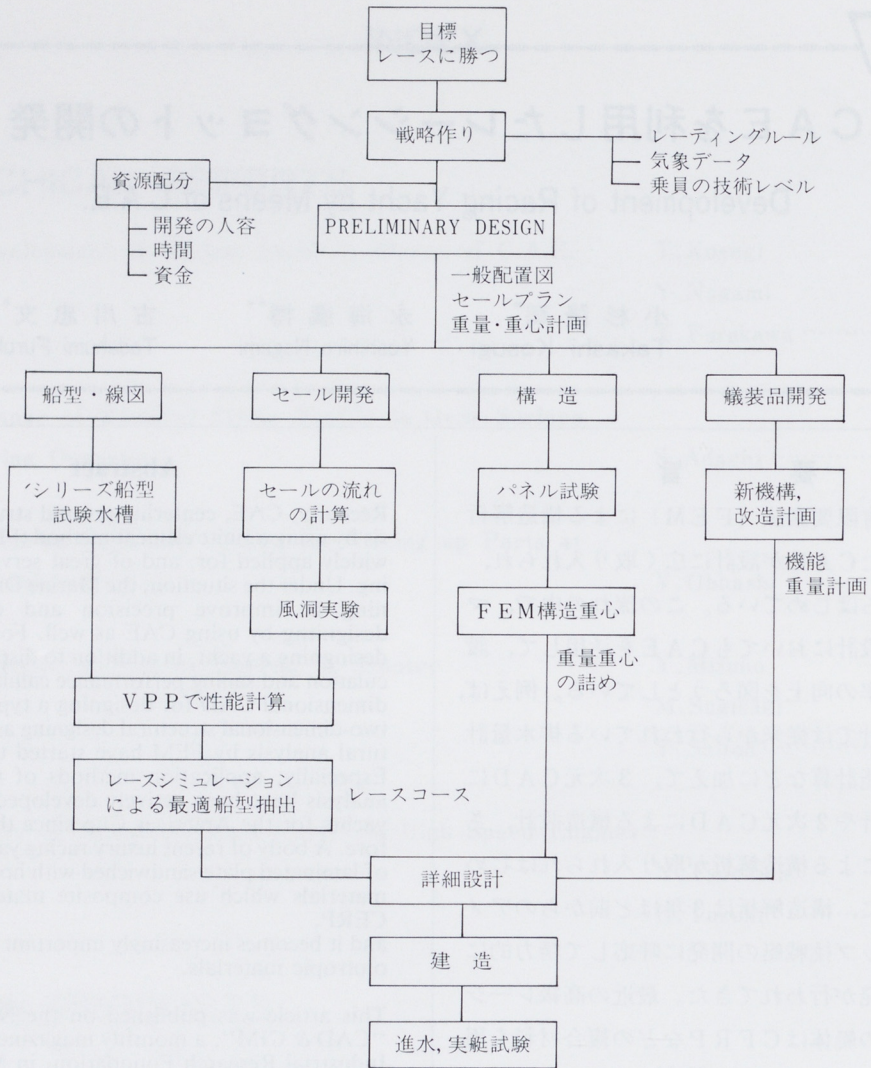 目標
レースに勝つ
戦略作り
レーティングルール
気象データ
乗員の技術レベル
資源配分
開発の人容
時間
資金
PRELIMINARY DESIGN
一般配置図
セールプラン
重量・重心計画
船型・線図
セール開発
構造
艤装品開発
シリーズ船型
試験水槽
セールの流れ
の計算
パネル試験
新機構,
改造計画
機能
重量計画
風洞実験
FEM構造重心
重量重心
の詰め
VPPで性能計算
レースシミュレーション
による最適船型抽出
レースコース
詳細設計
建造
進水, 実艇試験